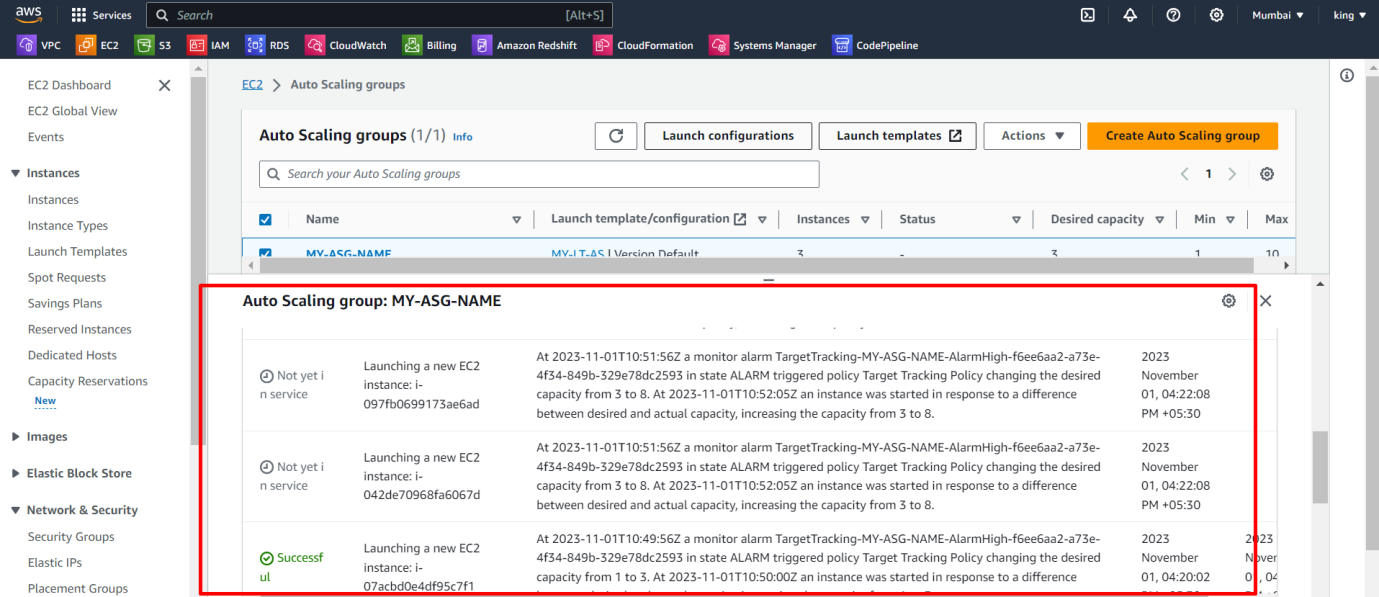 aws
Services
Search
[Alt+S]
Mumbai
king
VPC
EC2
S3
IAM
RDS
CloudWatch
Billing
Amazon Redshift
CloudFormation
Systems Manager
CodePipeline
EC2 Dashboard
EC2 Global View
Events
Instances
Instances
Instance Types
Launch Templates
Spot Requests
Savings Plans
Reserved Instances
Dedicated Hosts
Capacity Reservations
New
Images
Elastic Block Store
Network & Security
Security Groups
Elastic IPs
Placement Groups
EC2 > Auto Scaling groups
Auto Scaling groups (1/1) Info
Launch configurations
Launch templates
Actions
Create Auto Scaling group
Search your Auto Scaling groups
1
Name
Launch template/configuration
Instances
Status
Desired capacity
Min
Max
MY-ASG-NAME
MY-LT-AS | Version Default
3
-
3
1
10
Auto Scaling group: MY-ASG-NAME
Not yet i
n service
Launching a new EC2
instance: i-
097fb0699173ae6ad
At 2023-11-01T10:51:56Z a monitor alarm TargetTracking-MY-ASG-NAME-AlarmHigh-f6ee6aa2-a73e-
4f34-849b-329e78dc2593 in state ALARM triggered policy Target Tracking Policy changing the desired
capacity from 3 to 8. At 2023-11-01T10:52:05Z an instance was started in response to a difference
between desired and actual capacity, increasing the capacity from 3 to 8.
2023
November
01, 04:22:08
PM +05:30
Not yet i
n service
Launching a new EC2
instance: i-
042de70968fa6067d
At 2023-11-01T10:51:56Z a monitor alarm TargetTracking-MY-ASG-NAME-AlarmHigh-f6ee6aa2-a73e-
4f34-849b-329e78dc2593 in state ALARM triggered policy Target Tracking Policy changing the desired
capacity from 3 to 8. At 2023-11-01T10:52:05Z an instance was started in response to a difference
between desired and actual capacity, increasing the capacity from 3 to 8.
2023
November
01, 04:22:08
PM +05:30
Successf
ul
Launching a new EC2
instance: i-
07acbd0e4df95c7f1
At 2023-11-01T10:49:56Z a monitor alarm TargetTracking-MY-ASG-NAME-AlarmHigh-f6ee6aa2-a73e-
4f34-849b-329e78dc2593 in state ALARM triggered policy Target Tracking Policy changing the desired
capacity from 1 to 3. At 2023-11-01T10:50:00Z an instance was started in response to a difference
2023
November
01, 04:20:02